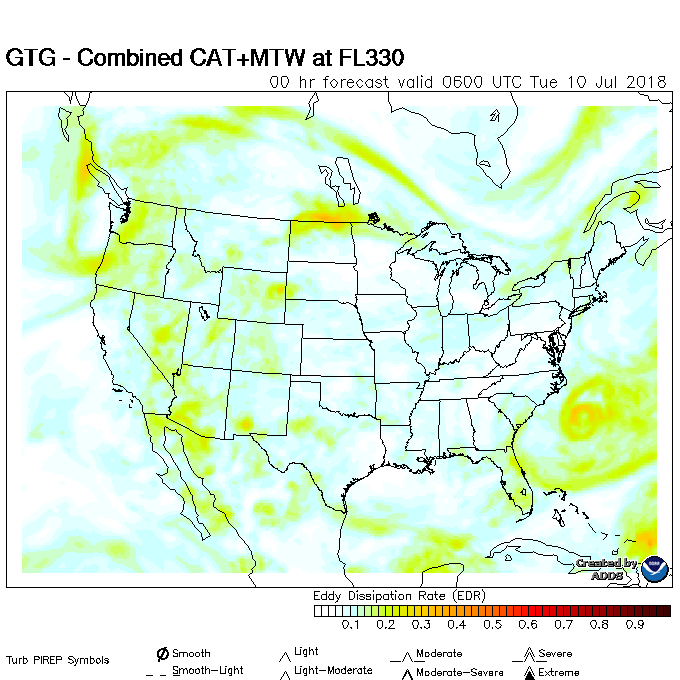 GTG - Combined CAT+MTW at FL330
00 hr forecast valid 0600 UTC Tue 10 Jul 2018
Created by
ADDS
Eddy Dissipation Rate (EDR)
0.1 0.2 0.3 0.4 0.5 0.6 0.7 0.8 0.9
Turb PIREP Symbols
Smooth Light Moderate Severe
Smooth-Light Light-Moderate Moderate-Severe Extreme